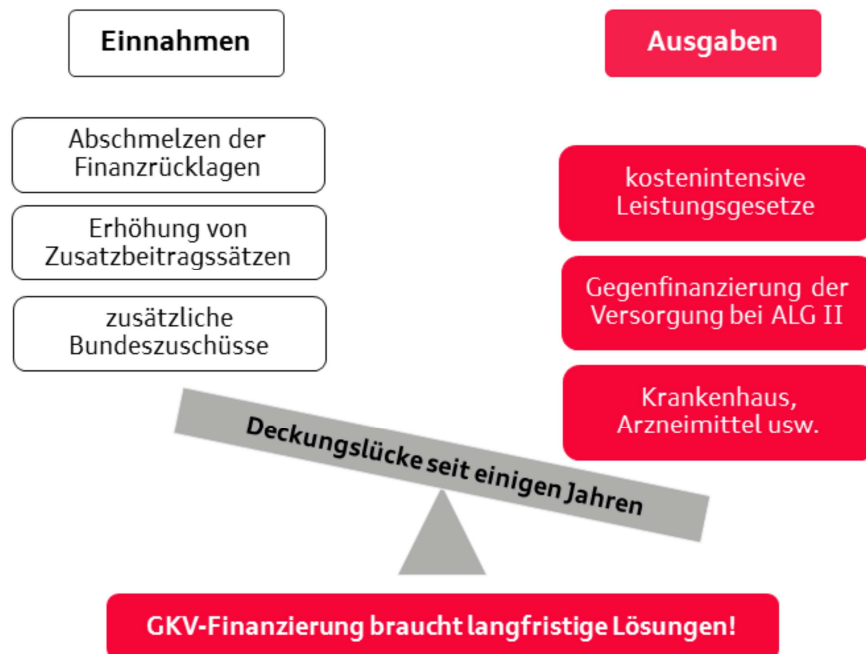 Einnahmen
Abschmelzen der
Finanzrücklagen
Erhöhung von
Zusatzbeitragssätzen
zusätzliche
Bundeszuschüsse
Ausgaben
kostenintensive
Leistungsgesetze
Gegenfinanzierung der
Versorgung bei ALG II
Krankenhaus,
Arzneimittel usw.
Deckungslücke seit einigen Jahren
GKV-Finanzierung braucht langfristige Lösungen!